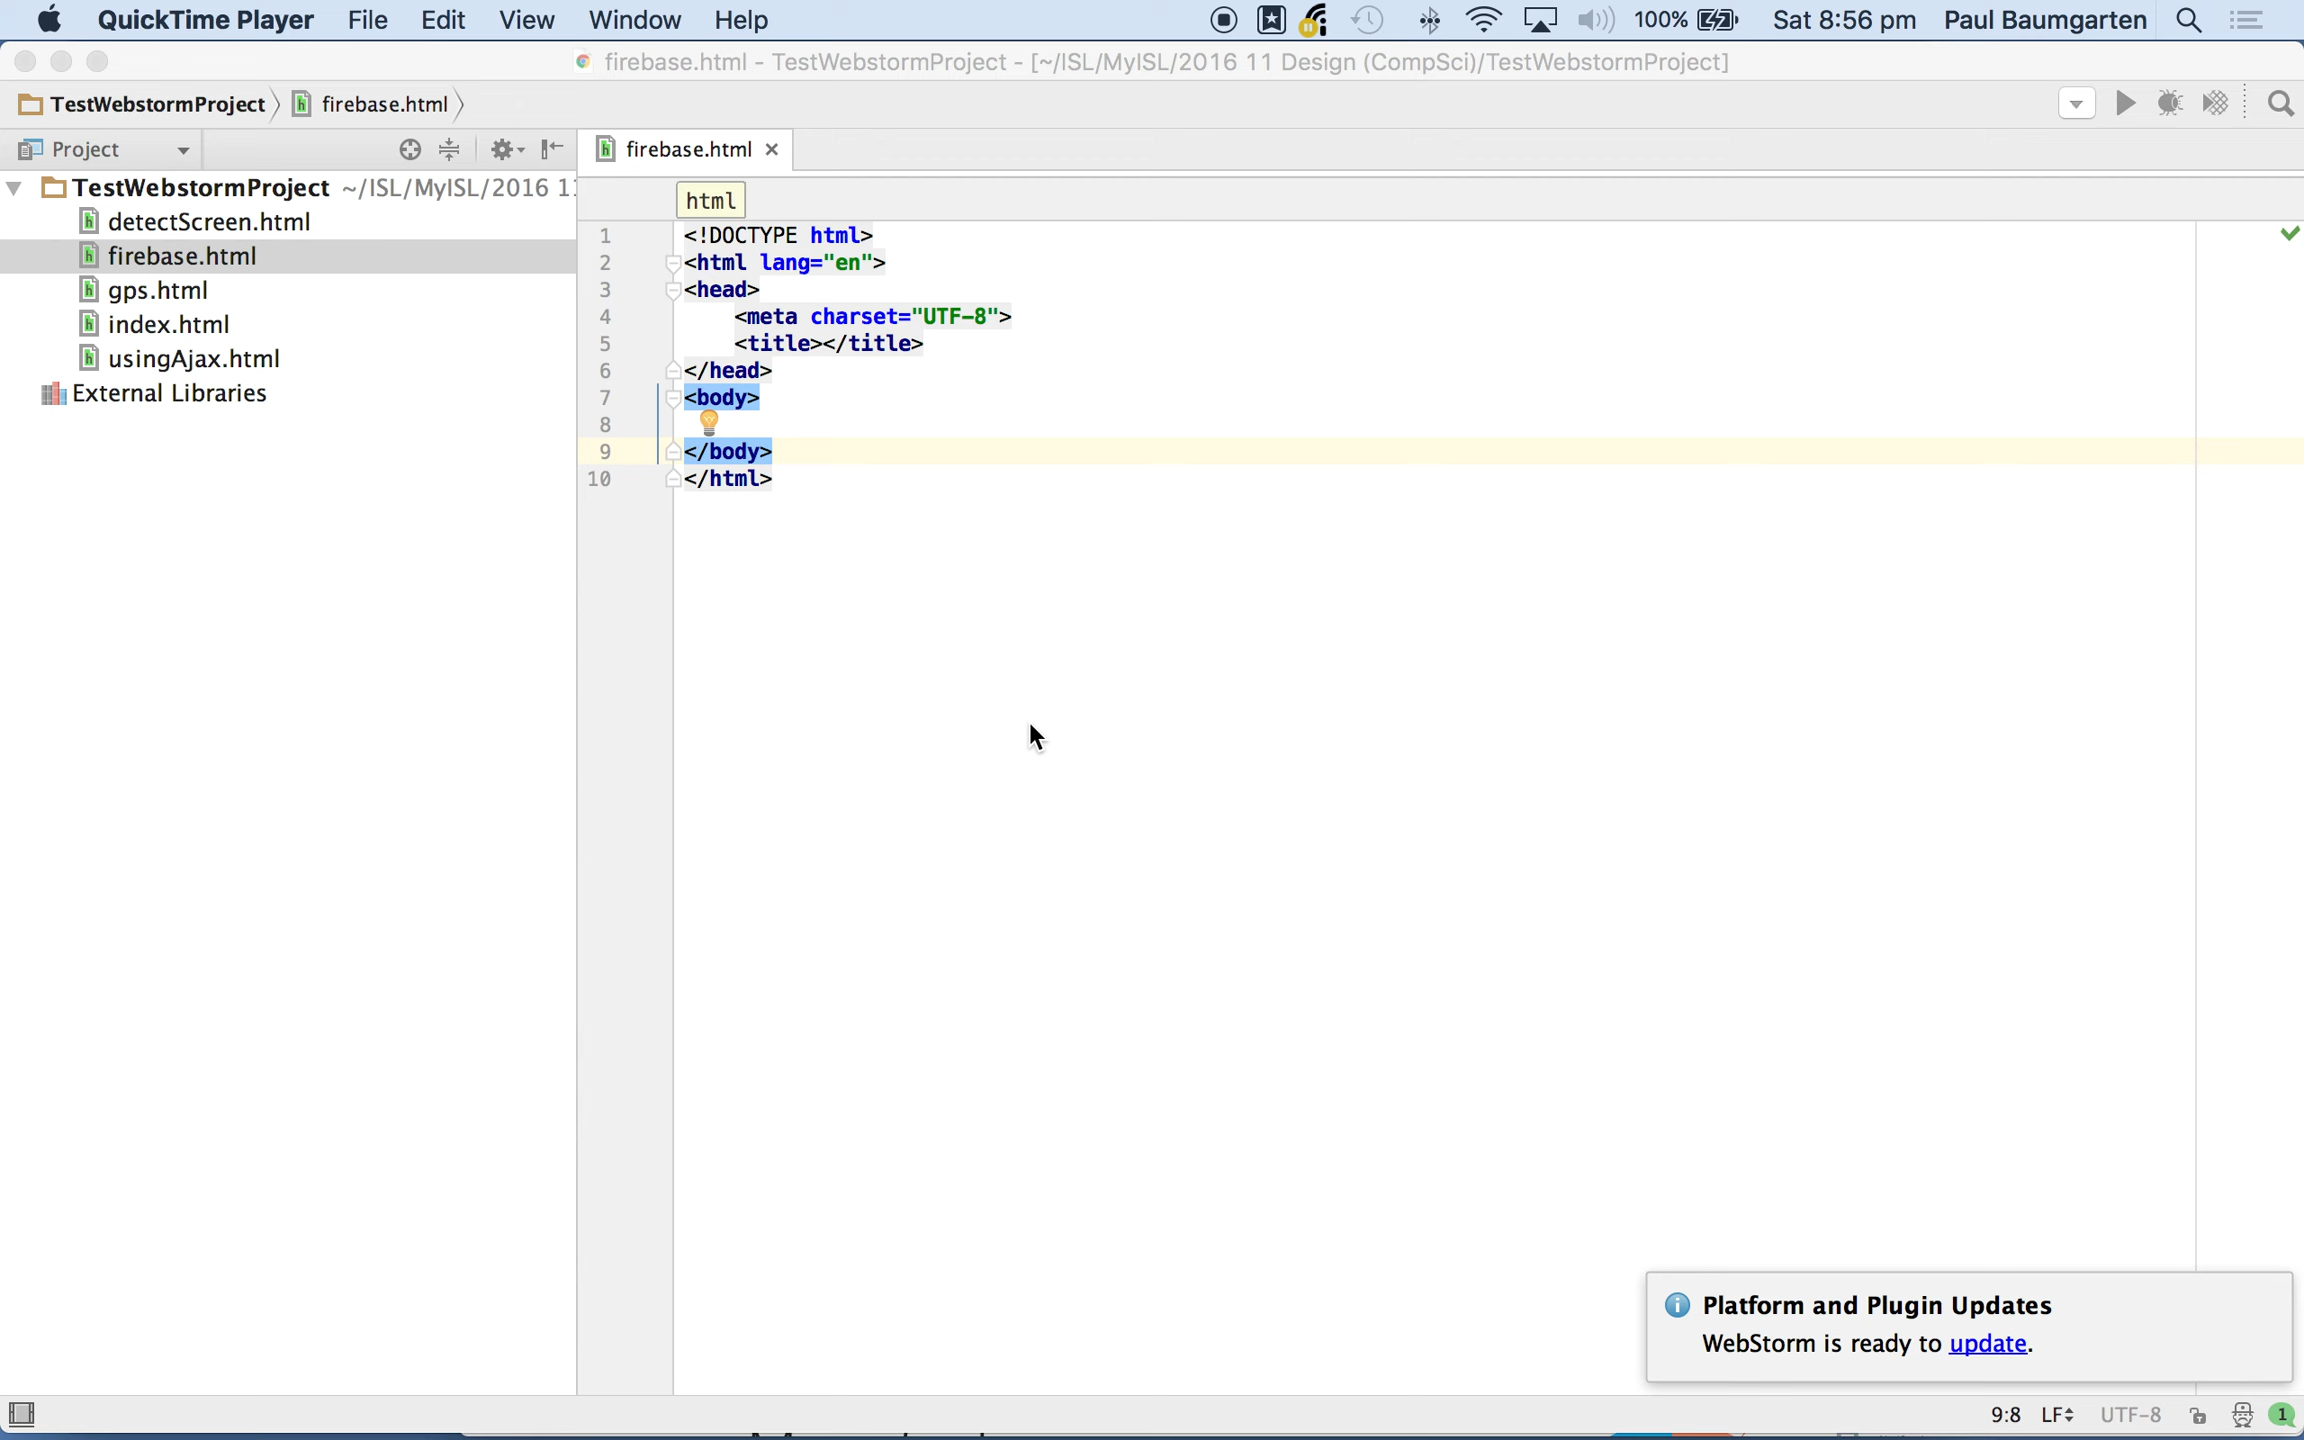 QuickTime Player File Edit View Window Help 100% Sat 8:56 pm Paul Baumgarten
firebase.html - TestWebstormProject - [~/ISL/MyISL/2016 11 Design (CompSci)/TestWebstormProject]
TestWebstormProject firebase.html
Project
firebase.html
TestWebstormProject ~/ISL/MyISL/2016 11
detectScreen.html
firebase.html
gps.html
index.html
usingAjax.html
External Libraries
html
1 <!DOCTYPE html>
2 <html lang="en">
3 <head>
4 <meta charset="UTF-8">
5 <title></title>
6 </head>
7 <body>
8
9 </body>
10 </html>
Platform and Plugin Updates
WebStorm is ready to update.
9:8 LF UTF-8 1